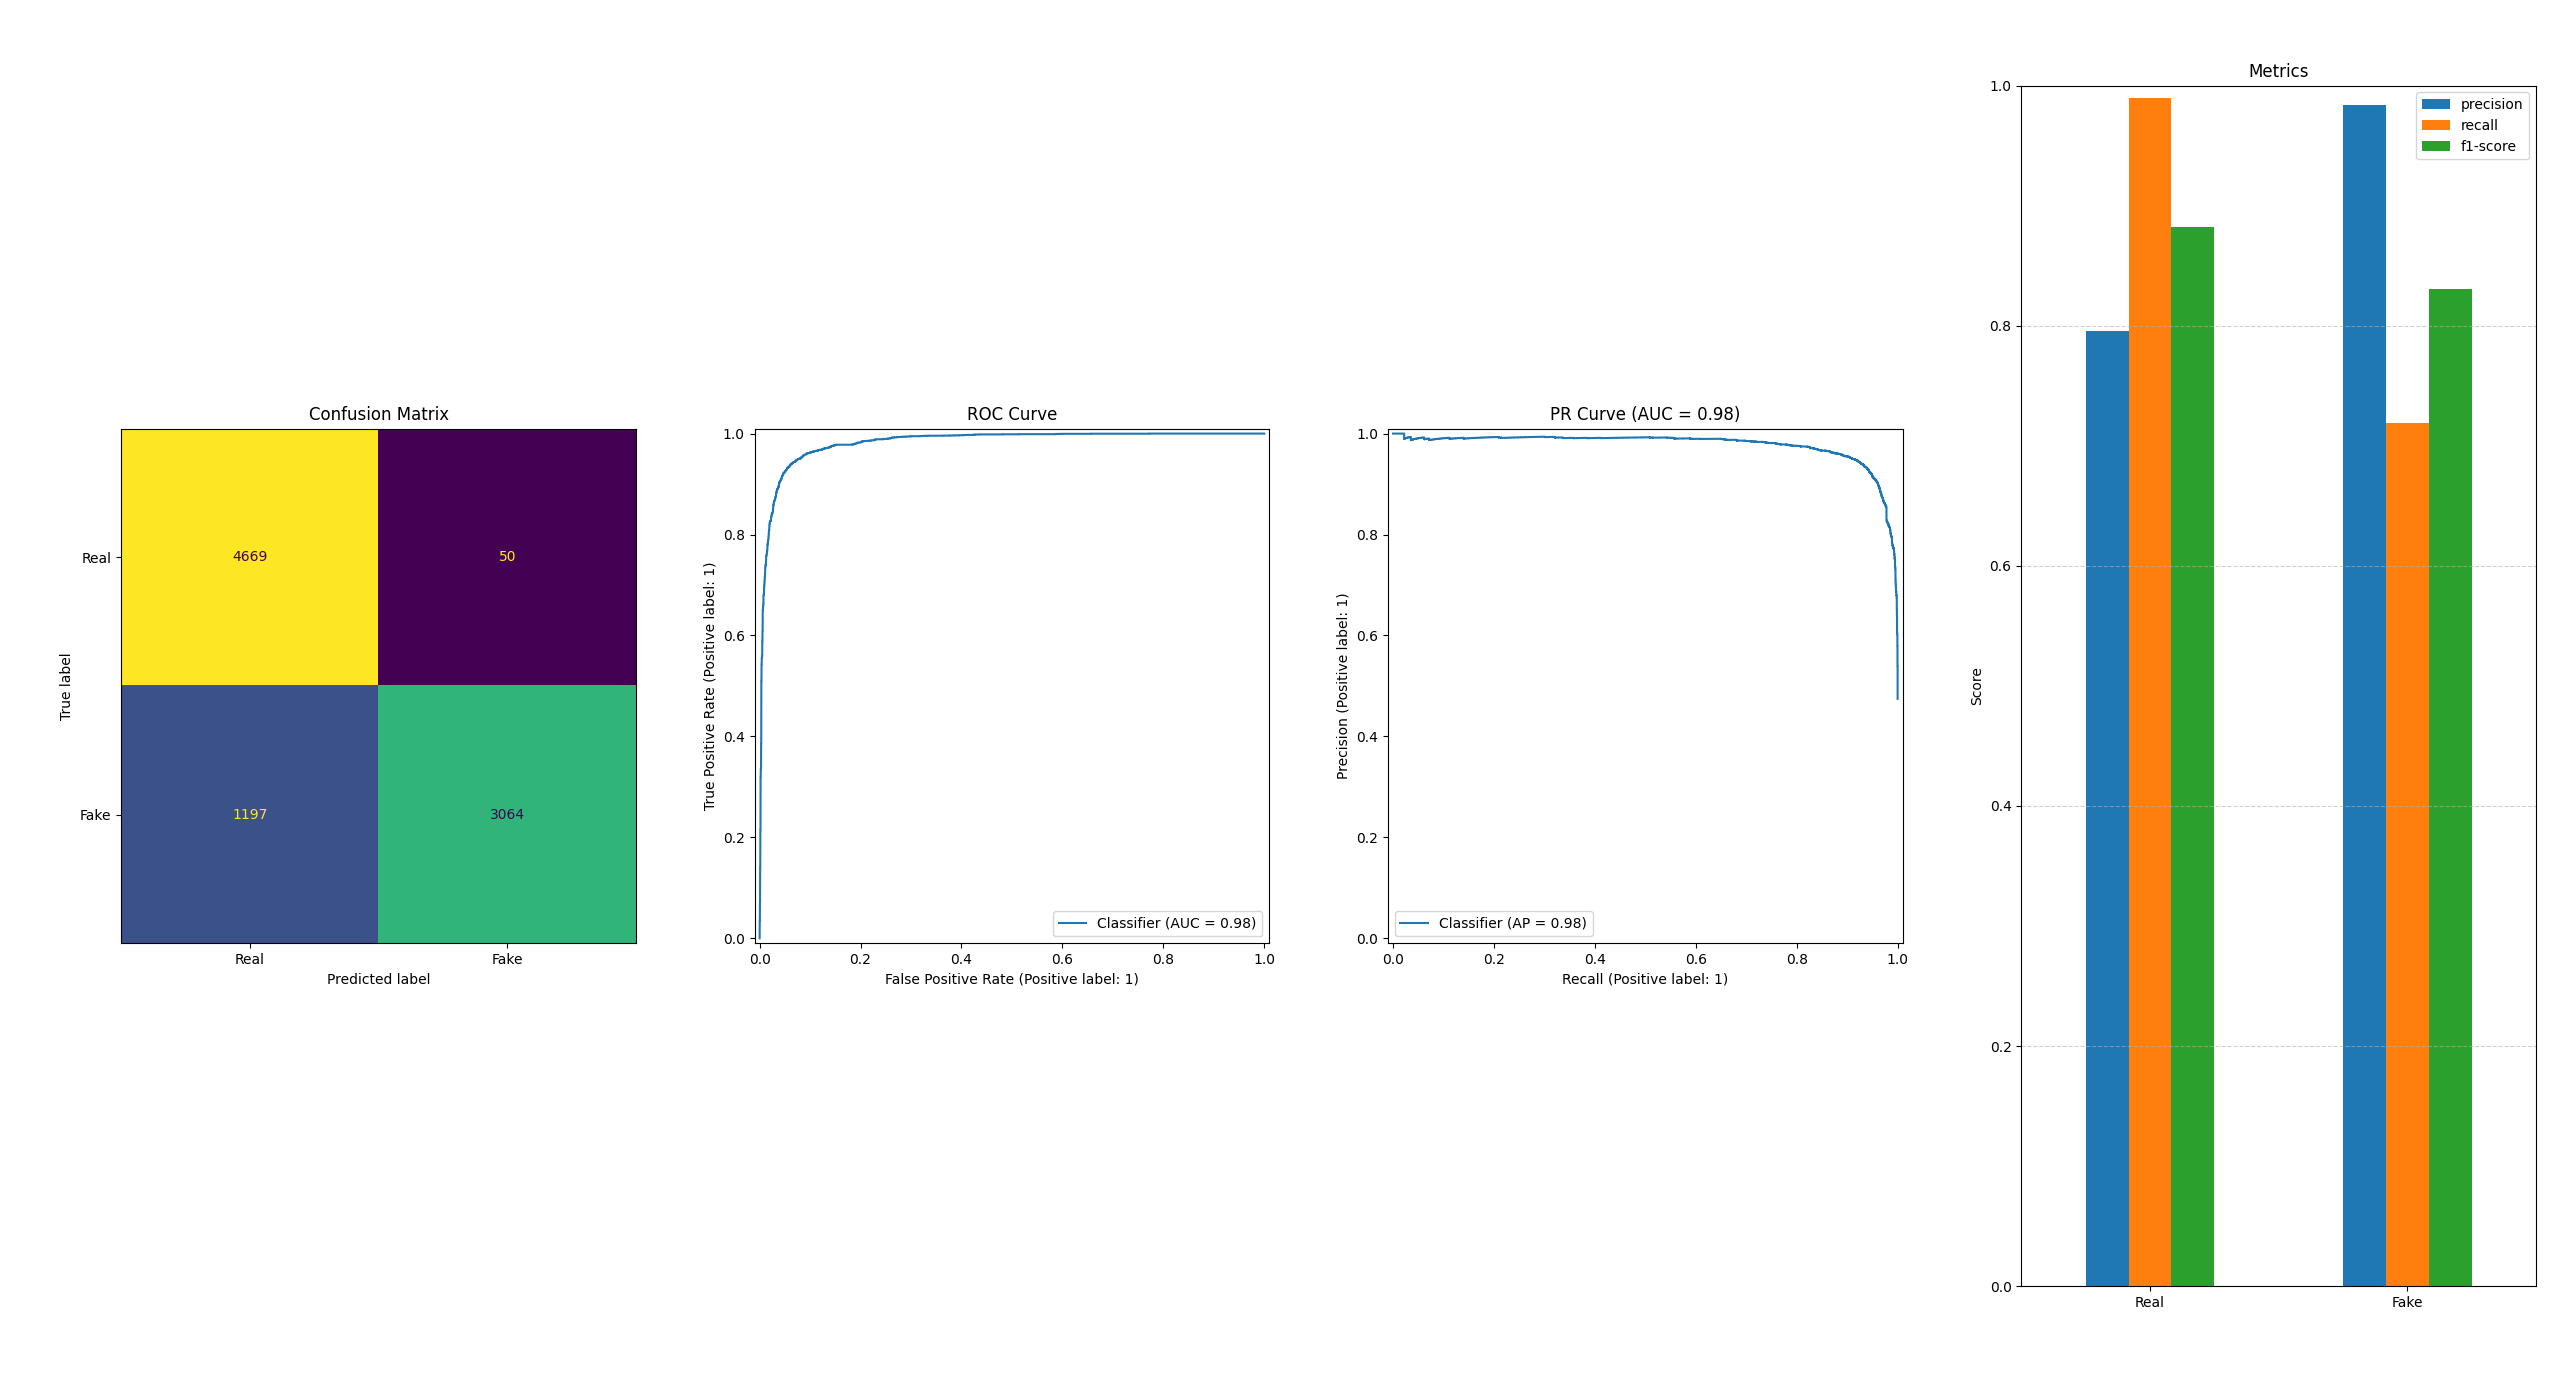 Confusion Matrix
Real
4669
50
True label
Fake
1197
3064
Real
Fake
Predicted label
ROC Curve
1.0
0.8
0.6
0.4
0.2
0.0
True Positive Rate (Positive label: 1)
Classifier (AUC = 0.98)
0.0 0.2 0.4 0.6 0.8 1.0
False Positive Rate (Positive label: 1)
PR Curve (AUC = 0.98)
1.0
0.8
0.6
0.4
0.2
0.0
Precision (Positive label: 1)
Classifier (AP = 0.98)
0.0 0.2 0.4 0.6 0.8 1.0
Recall (Positive label: 1)
Metrics
1.0
0.8
0.6
0.4
0.2
0.0
Score
precision
recall
f1-score
Real
Fake